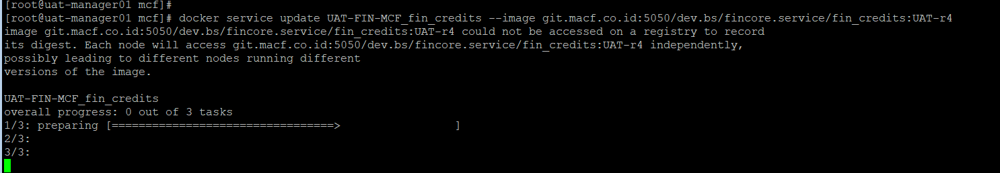 [root@uat-manager01 mcf]#
[root@uat-manager01 mcf]# docker service update UAT-FIN-MCF_fin_credits --image git.macf.co.id:5050/dev.bs/fincore.service/fin_credits:UAT-r4
image git.macf.co.id:5050/dev.bs/fincore.service/fin_credits:UAT-r4 could not be accessed on a registry to record
its digest. Each node will access git.macf.co.id:5050/dev.bs/fincore.service/fin_credits:UAT-r4 independently,
possibly leading to different nodes running different
versions of the image.
UAT-FIN-MCF_fin_credits
overall progress: 0 out of 3 tasks
1/3: preparing [=================================>                 ]
2/3:
3/3: